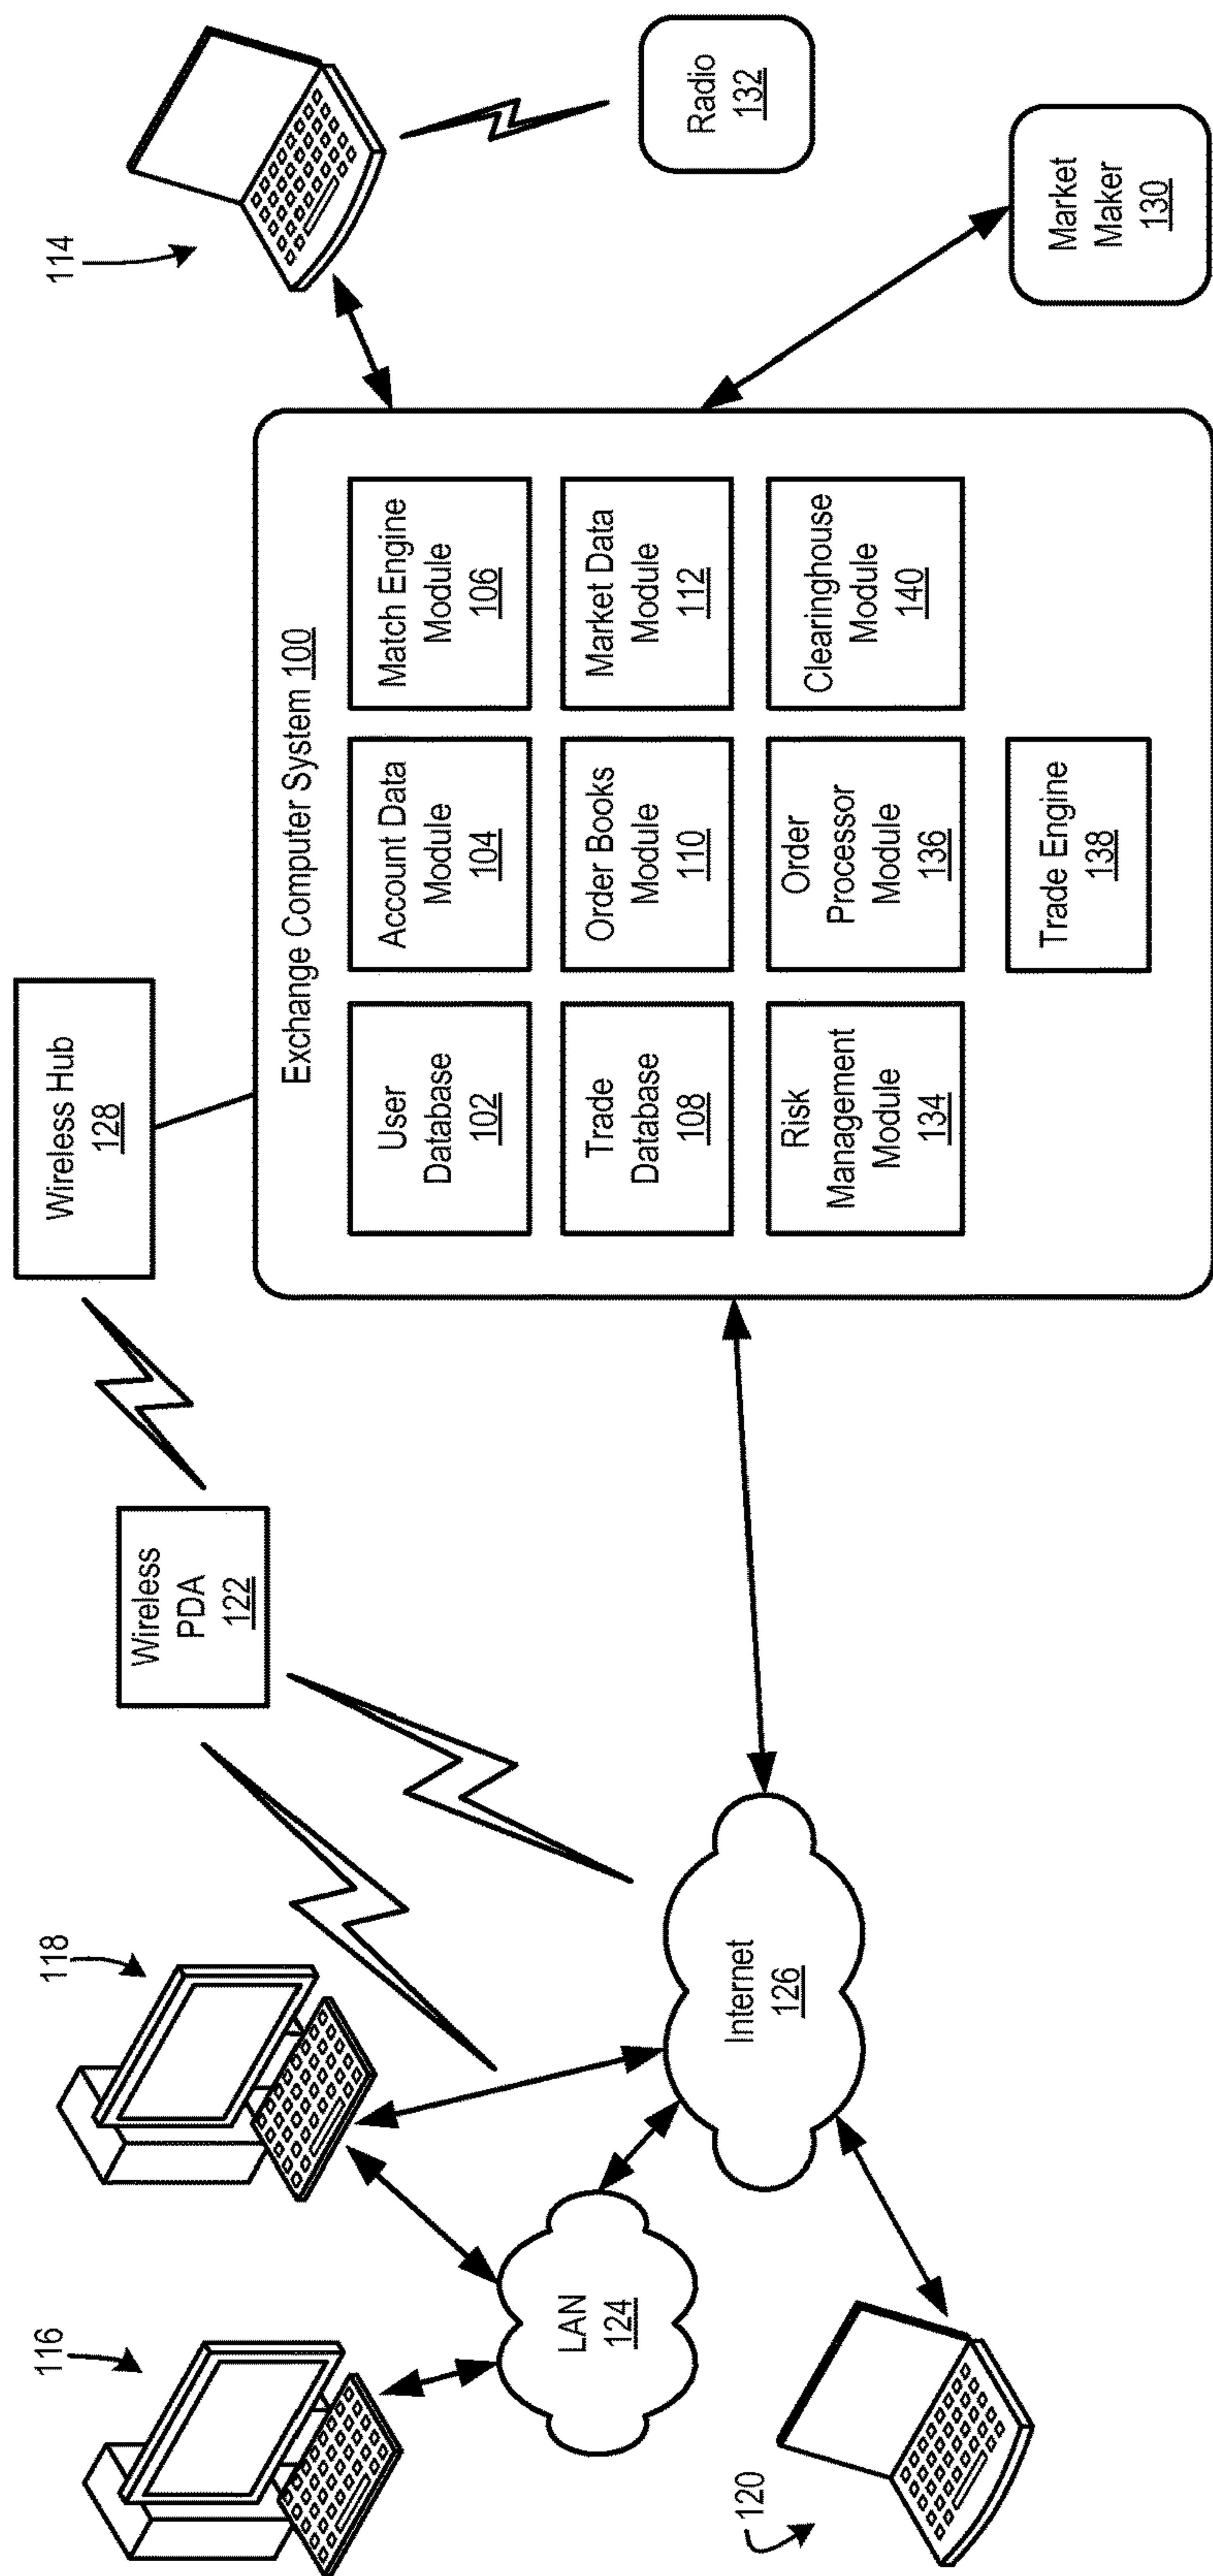 116
118
Wireless
PDA
122
Wireless Hub
128
114
Radio
132
Exchange Computer System 100
User
Database
102
Account Data
Module
104
Match Engine
Module
106
Trade
Database
108
Order Books
Module
110
Market Data
Module
112
Risk
Management
Module
134
Order
Processor
Module
136
Clearinghouse
Module
140
Trade Engine
138
Market
Maker
130
LAN
124
Internet
126
120